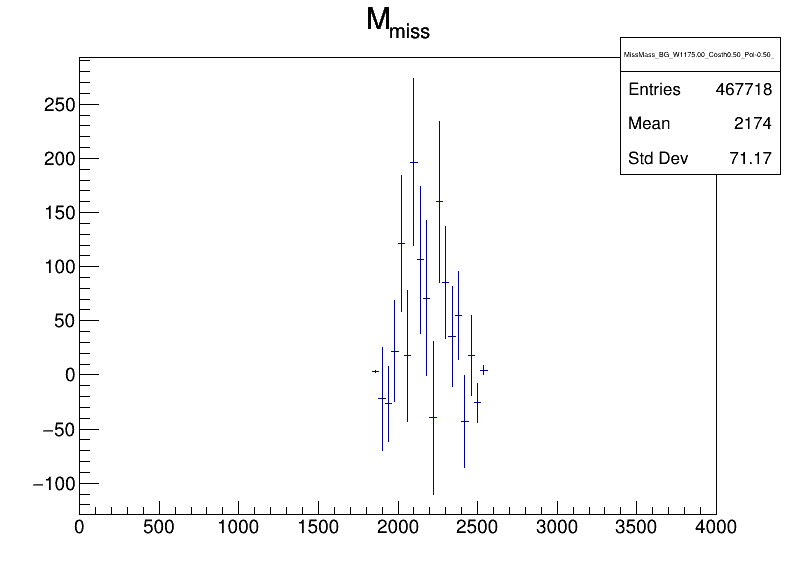 M_miss
MissMass_BG_W1175.00_Costh0.50_Pol-0.50_
Entries 467718
Mean 2174
Std Dev 71.17
250
200
150
100
50
0
−50
−100
0 500 1000 1500 2000 2500 3000 3500 4000